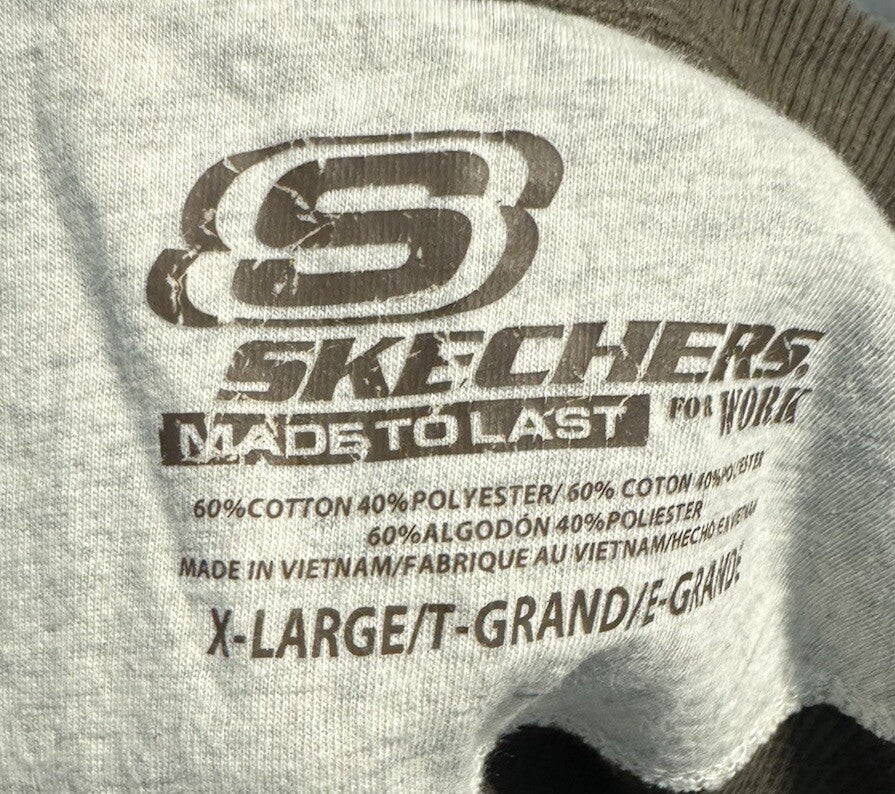 S
SKECHERS.
MADE TO LAST FOR WORK
60%COTTON 40%POLYESTER/ 60% COTON 40%POLYESTER
60%ALGODÓN 40%POLIESTER
MADE IN VIETNAM/FABRIQUE AU VIETNAM/HECHO EN VIETNAM
X-LARGE/T-GRAND/E-GRANDE